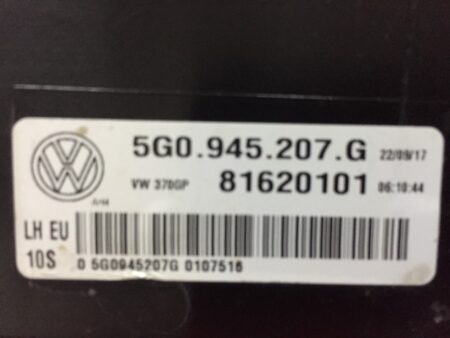 5G0.945.207.G 22/09/17
VW 370GP 81620101 06:10:44
LH EU
10S
0 5G0945207G 0107516